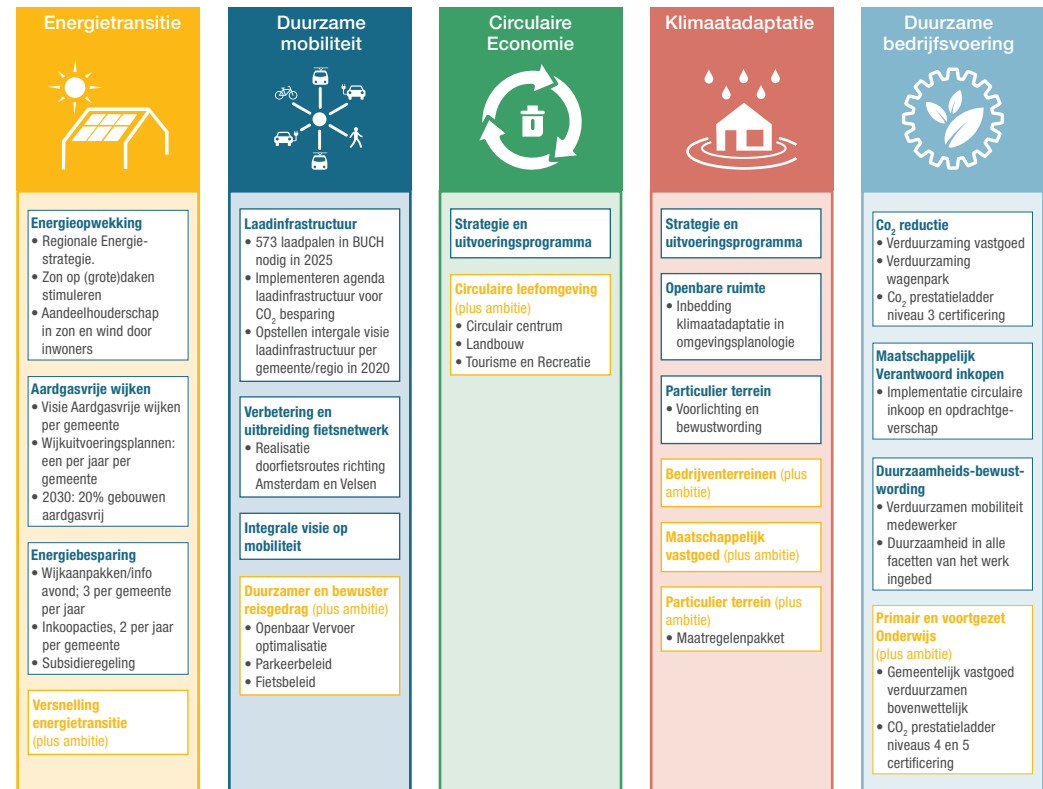 Energietransitie
Energieopwekking
• Regionale Energie-
strategie.
• Zon op (grote)daken
stimuleren
• Aandeelhouderschap
in zon en wind door
inwoners
Aardgasvrije wijken
• Visie Aardgasvrije wijken
per gemeente
• Wijkuitvoeringsplannen:
een per jaar per
gemeente
• 2030: 20% gebouwen
aardgasvrij
Energiebesparing
• Wijkaanpakken/info
avond; 3 per gemeente
per jaar
• Inkoopacties, 2 per jaar
per gemeente
• Subsidieregeling
Versnelling
energietransitie
(plus ambitie)
Duurzame
mobiliteit
Laadinfrastructuur
• 573 laadpalen in BUCH
nodig in 2025
• Implementeren agenda
laadinfrastructuur voor
CO₂ besparing
• Opstellen intergale visie
laadinfrastructuur per
gemeente/regio in 2020
Verbetering en
uitbreiding fietsnetwerk
• Realisatie
doorfietsroutes richting
Amsterdam en Velsen
Integrale visie op
mobiliteit
Duurzamer en bewuster
reisgedrag (plus ambitie)
• Openbaar Vervoer
optimalisatie
• Parkeerbeleid
• Fietsbeleid
Circulaire
Economie
Strategie en
uitvoeringsprogramma
Circulaire leefomgeving
(plus ambitie)
• Circulair centrum
• Landbouw
• Tourisme en Recreatie
Klimaatadaptatie
Strategie en
uitvoeringsprogramma
Openbare ruimte
• Inbedding
klimaatadaptatie in
omgevingsplanologie
Particulier terrein
• Voorlichting en
bewustwording
Bedrijventerreinen (plus
ambitie)
Maatschappelijk
vastgoed (plus ambitie)
Particulier terrein (plus
ambitie)
• Maatregelenpakket
Duurzame
bedrijfsvoering
Co₂ reductie
• Verduurzaming vastgoed
• Verduurzaming
wagenpark
• Co₂ prestatieladder
niveau 3 certificering
Maatschappelijk
Verantwoord inkopen
• Implementatie circulaire
inkoop en opdrachtge-
verschap
Duurzaamheids-bewust-
wording
• Verduurzamen mobiliteit
medewerker
• Duurzaamheid in alle
facetten van het werk
ingebed
Primair en voortgezet
Onderwijs
(plus ambitie)
• Gemeentelijk vastgoed
verduurzamen
bovenwettelijk
• CO₂ prestatieladder
niveaus 4 en 5
certificering